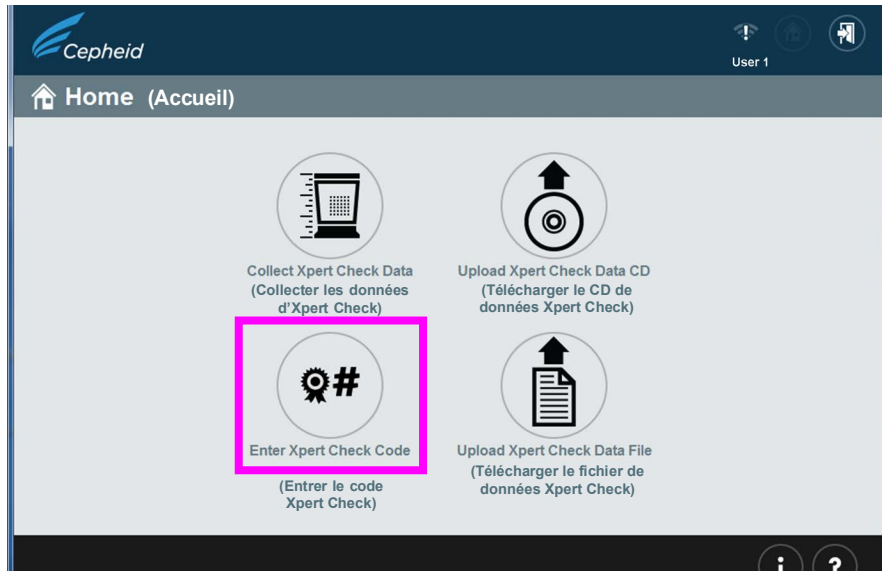 Cepheid
User 1
Home (Accueil)
Collect Xpert Check Data
(Collecter les données
d'Xpert Check)
Upload Xpert Check Data CD
(Télécharger le CD de
données Xpert Check)
#
Enter Xpert Check Code
(Entrer le code
Xpert Check)
Upload Xpert Check Data File
(Télécharger le fichier de
données Xpert Check)
i ?